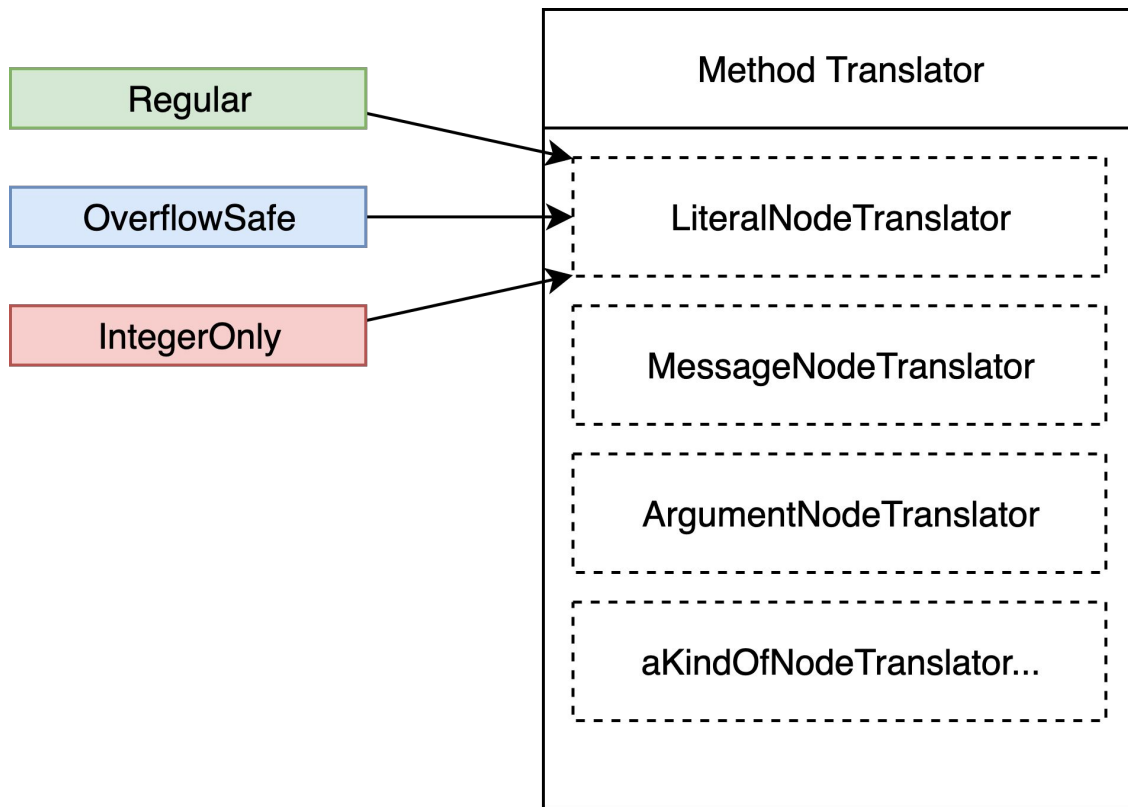 Method Translator
Regular
OverflowSafe
IntegerOnly
LiteralNodeTranslator
MessageNodeTranslator
ArgumentNodeTranslator
aKindOfNodeTranslator...